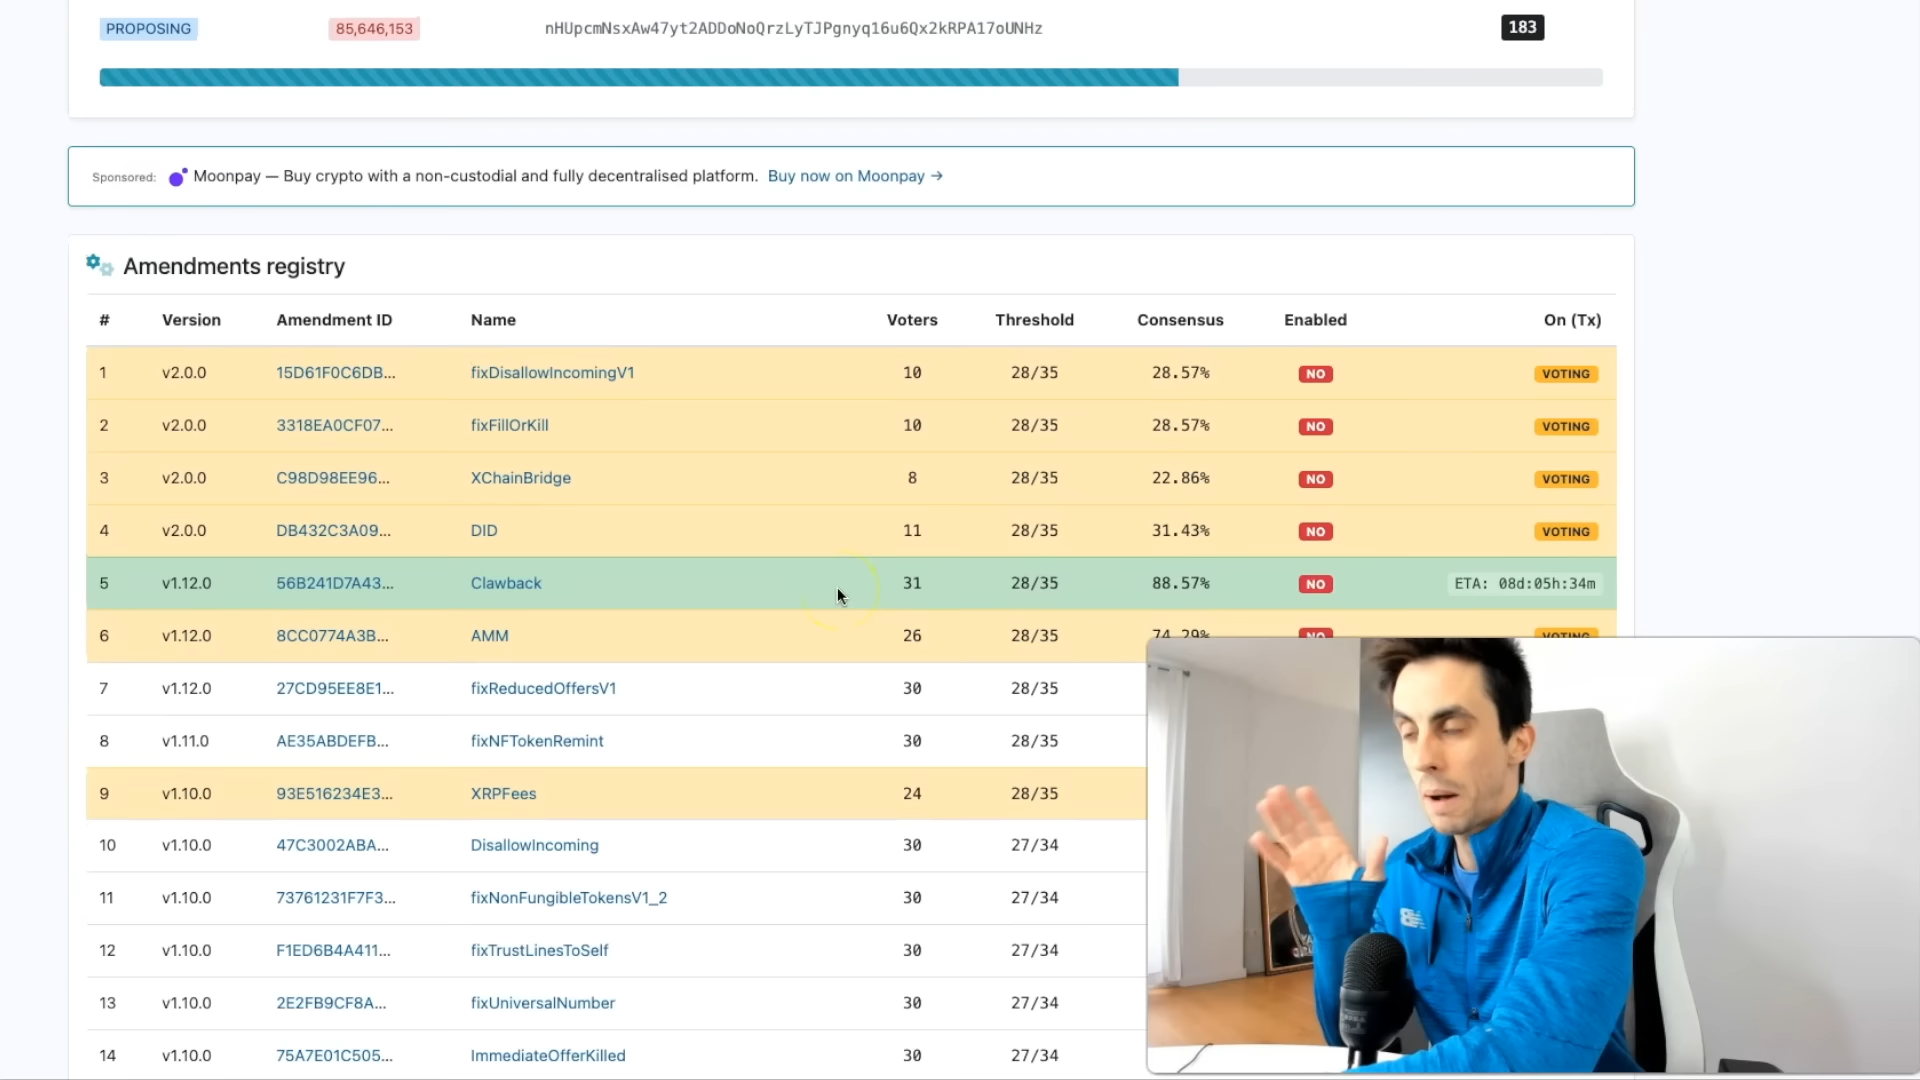 PROPOSING 85,646,153 nHUpcmNsxAw47yt2ADDoNoQrzLyTJPgnyq16u6Qx2kRPA17oUNHz 183
Sponsored: Moonpay — Buy crypto with a non-custodial and fully decentralised platform. Buy now on Moonpay →
Amendments registry
# Version Amendment ID Name Voters Threshold Consensus Enabled On (Tx)
1 v2.0.0 15D61F0C6DB... fixDisallowIncomingV1 10 28/35 28.57% NO VOTING
2 v2.0.0 3318EA0CF07... fixFillOrKill 10 28/35 28.57% NO VOTING
3 v2.0.0 C98D98EE96... XChainBridge 8 28/35 22.86% NO VOTING
4 v2.0.0 DB432C3A09... DID 11 28/35 31.43% NO VOTING
5 v1.12.0 56B241D7A43... Clawback 31 28/35 88.57% NO ETA: 08d:05h:34m
6 v1.12.0 8CC0774A3B... AMM 26 28/35 74.29% NO VOTING
7 v1.12.0 27CD95EE8E1... fixReducedOffersV1 30 28/35
8 v1.11.0 AE35ABDEFB... fixNFTokenRemint 30 28/35
9 v1.10.0 93E516234E3... XRPFees 24 28/35
10 v1.10.0 47C3002ABA... DisallowIncoming 30 27/34
11 v1.10.0 73761231F7F3... fixNonFungibleTokensV1_2 30 27/34
12 v1.10.0 F1ED6B4A411... fixTrustLinesToSelf 30 27/34
13 v1.10.0 2E2FB9CF8A... fixUniversalNumber 30 27/34
14 v1.10.0 75A7E01C505... ImmediateOfferKilled 30 27/34